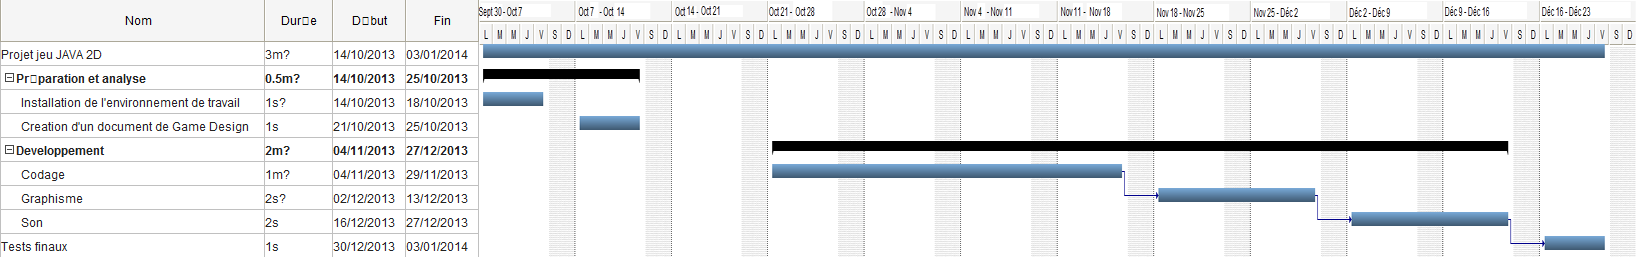 Nom Dur□e D□but Fin
Sept 30 - Oct 7 Oct 7 - Oct 14 Oct 14 - Oct 21 Oct 21 - Oct 28 Oct 28 - Nov 4 Nov 4 - Nov 11 Nov 11 - Nov 18 Nov 18 - Nov 25 Nov 25 - Déc 2 Déc 2 - Déc 9 Déc 9 - Déc 16 Déc 16 - Déc 23
L M M J V S D L M M J V S D L M M J V S D L M M J V S D L M M J V S D L M M J V S D L M M J V S D L M M J V S D L M M J V S D L M M J V S D L M M J V S D L M M J V S D
Projet jeu JAVA 2D 3m? 14/10/2013 03/01/2014
Pr□paration et analyse 0.5m? 14/10/2013 25/10/2013
Installation de l'environnement de travail 1s? 14/10/2013 18/10/2013
Creation d'un document de Game Design 1s 21/10/2013 25/10/2013
Developpement 2m? 04/11/2013 27/12/2013
Codage 1m? 04/11/2013 29/11/2013
Graphisme 2s? 02/12/2013 13/12/2013
Son 2s 16/12/2013 27/12/2013
Tests finaux 1s 30/12/2013 03/01/2014